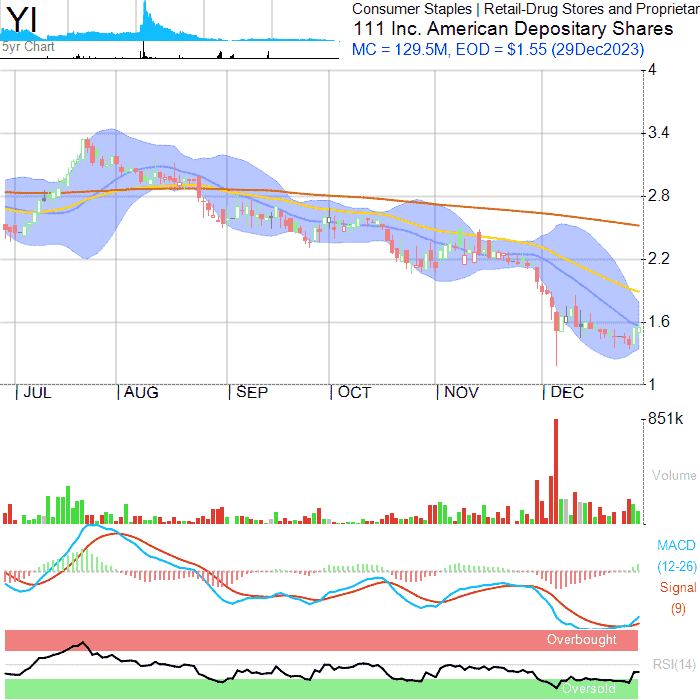 YI
5yr Chart
Consumer Staples | Retail-Drug Stores and Proprietar
111 Inc. American Depositary Shares
MC = 129.5M, EOD = $1.55 (29Dec2023)
4
3.4
2.8
2.2
1.6
1
JUL AUG SEP OCT NOV DEC
851k
Volume
MACD
(12-26)
Signal
(9)
Overbought
RSI(14)
Oversold